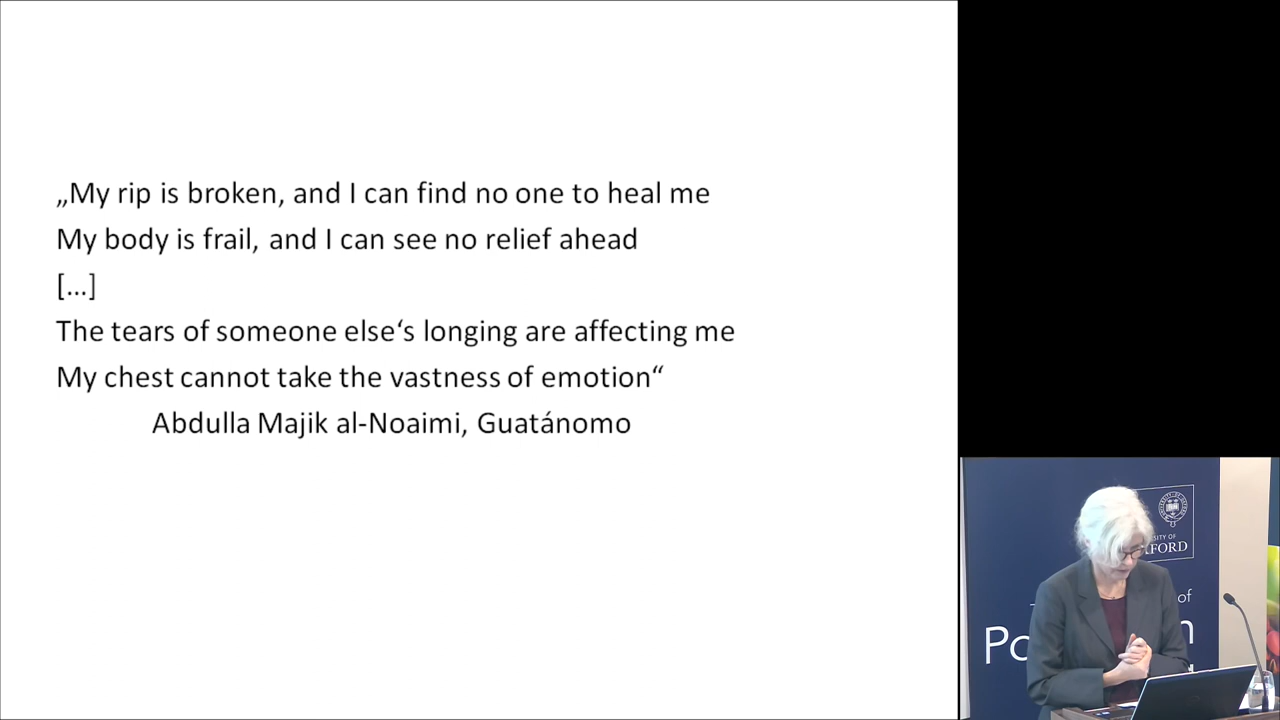 „My rip is broken, and I can find no one to heal me
My body is frail, and I can see no relief ahead
[...]
The tears of someone else‘s longing are affecting me
My chest cannot take the vastness of emotion“
Abdulla Majik al-Noaimi, Guatánomo
of